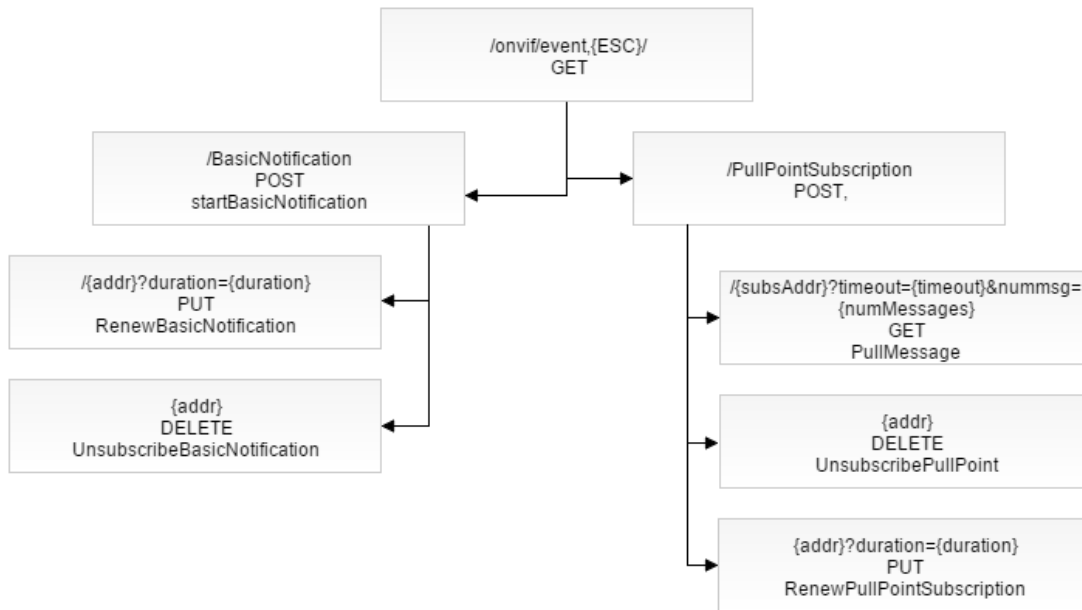 /onvif/event,{ESC}/
GET
/BasicNotification
POST
startBasicNotification
/PullPointSubscription
POST,
/{addr}?duration={duration}
PUT
RenewBasicNotification
/{subsAddr}?timeout={timeout}&nummsg=
{numMessages}
GET
PullMessage
{addr}
DELETE
UnsubscribeBasicNotification
{addr}
DELETE
UnsubscribePullPoint
{addr}?duration={duration}
PUT
RenewPullPointSubscription